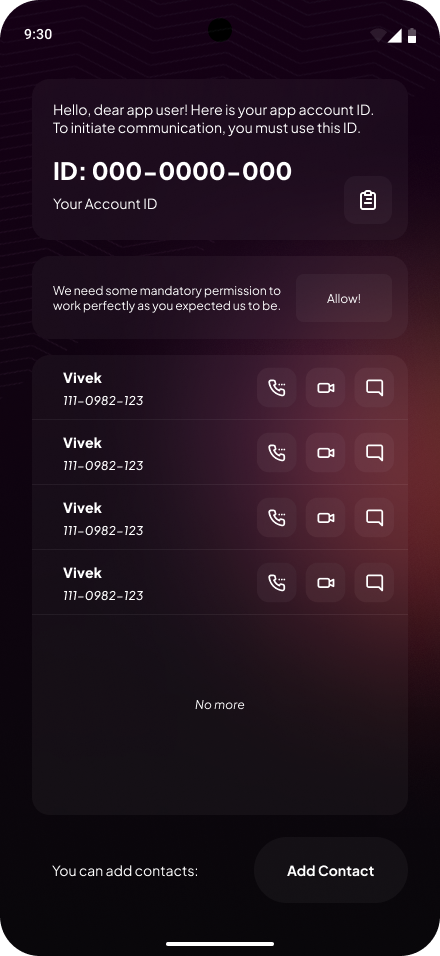 9:30
Hello, dear app user! Here is your app account ID.
To initiate communication, you must use this ID.
ID: 000-0000-000
Your Account ID
We need some mandatory permission to
work perfectly as you expected us to be.
Allow!
Vivek
111-0982-123
Vivek
111-0982-123
Vivek
111-0982-123
Vivek
111-0982-123
No more
You can add contacts:
Add Contact